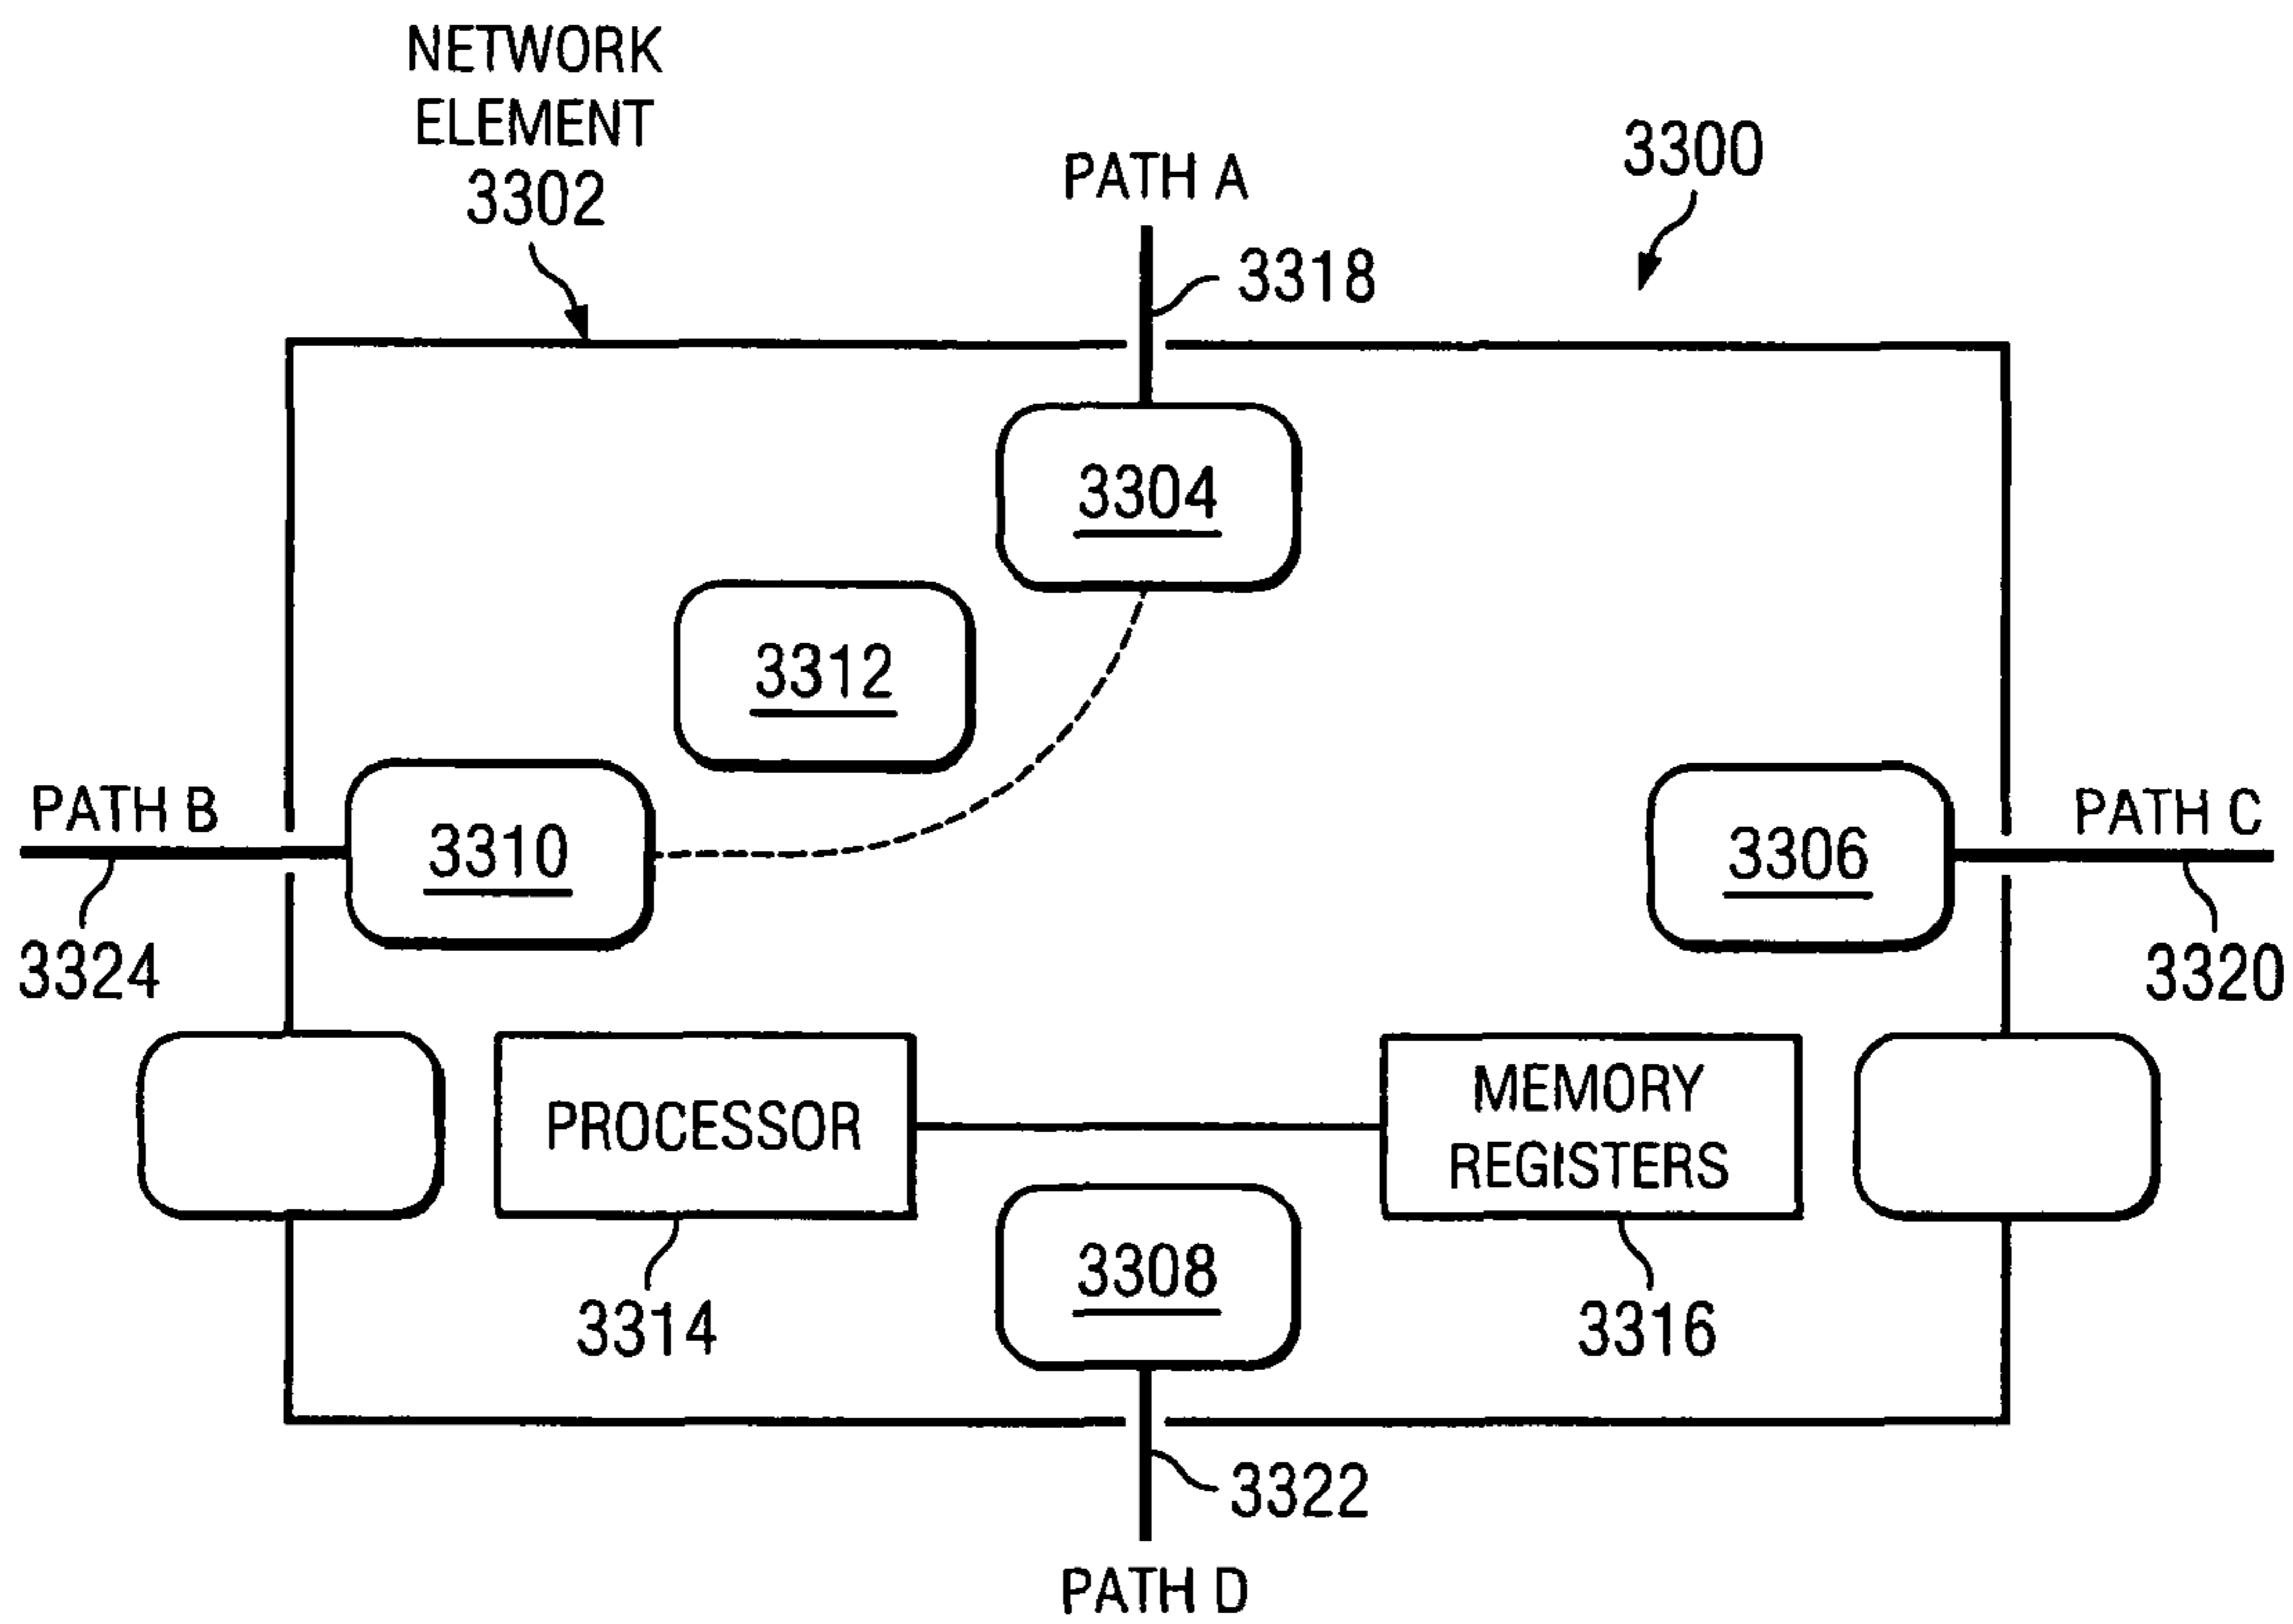 NETWORK
ELEMENT
3302
PATH A
3300
3318
3304
3312
PATH B
3310
3306
PATH C
3324
3320
PROCESSOR
MEMORY
REGISTERS
3308
3314
3316
3322
PATH D